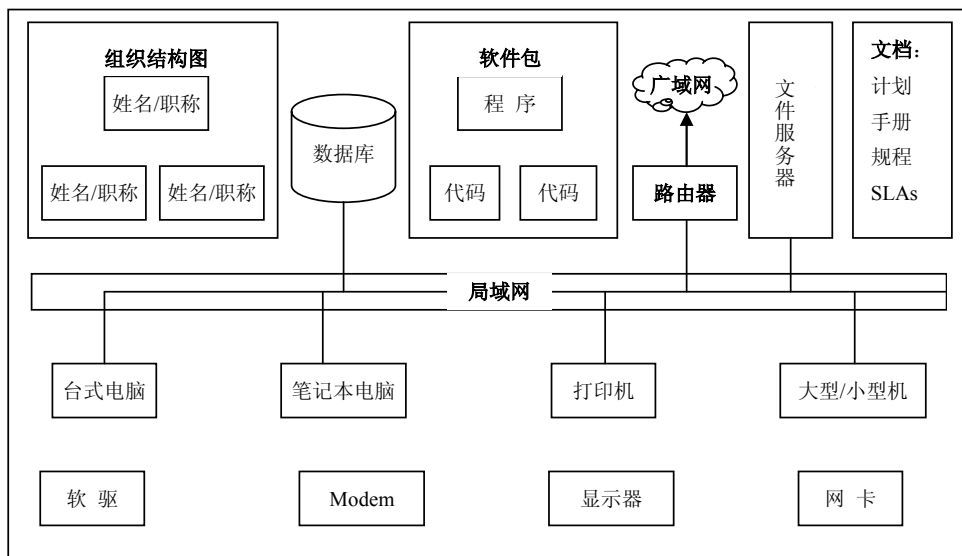 组织结构图
姓名/职称
姓名/职称 姓名/职称
数据库
软件包
程 序
代码 代码
广域网
路由器
文件服务器
文档：
计划
手册
规程
SLAs
局域网
台式电脑 笔记本电脑 打印机 大型/小型机
软 驱 Modem 显示器 网 卡